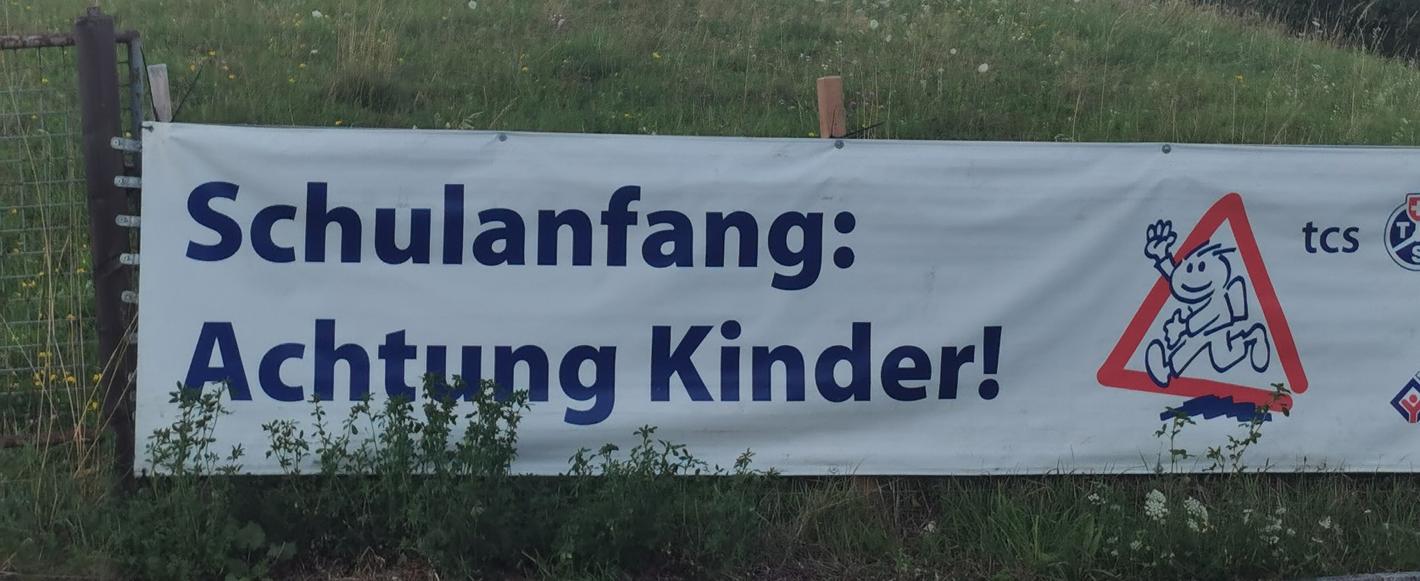 Schulanfang:
Achtung Kinder!
tcs